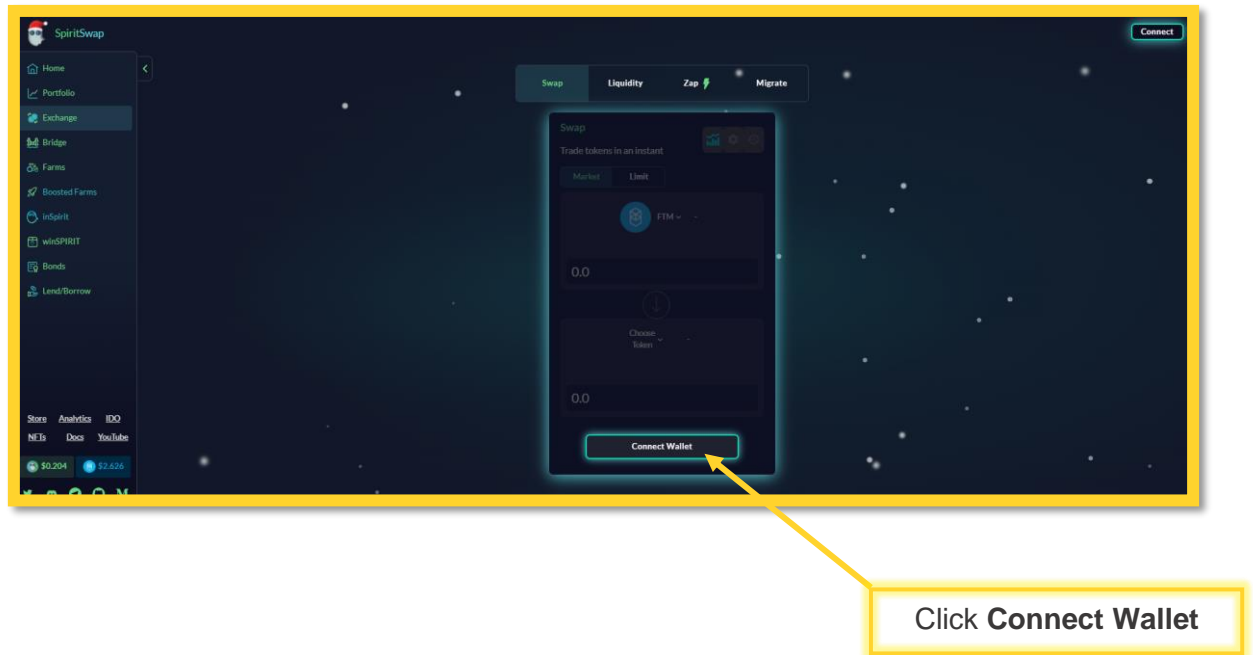 SpiritSwap
Connect
Home
Portfolio
Exchange
Bridge
Farms
Boosted Farms
inSpirit
winSPIRIT
Bonds
Lend/Borrow
Store Analytics IDO
NFTs Docs YouTube
$0.204 $2.626
Swap Liquidity Zap Migrate
Swap
Trade tokens in an instant
Market Limit
FTM -
0.0
Choose
Token -
0.0
Connect Wallet
Click Connect Wallet